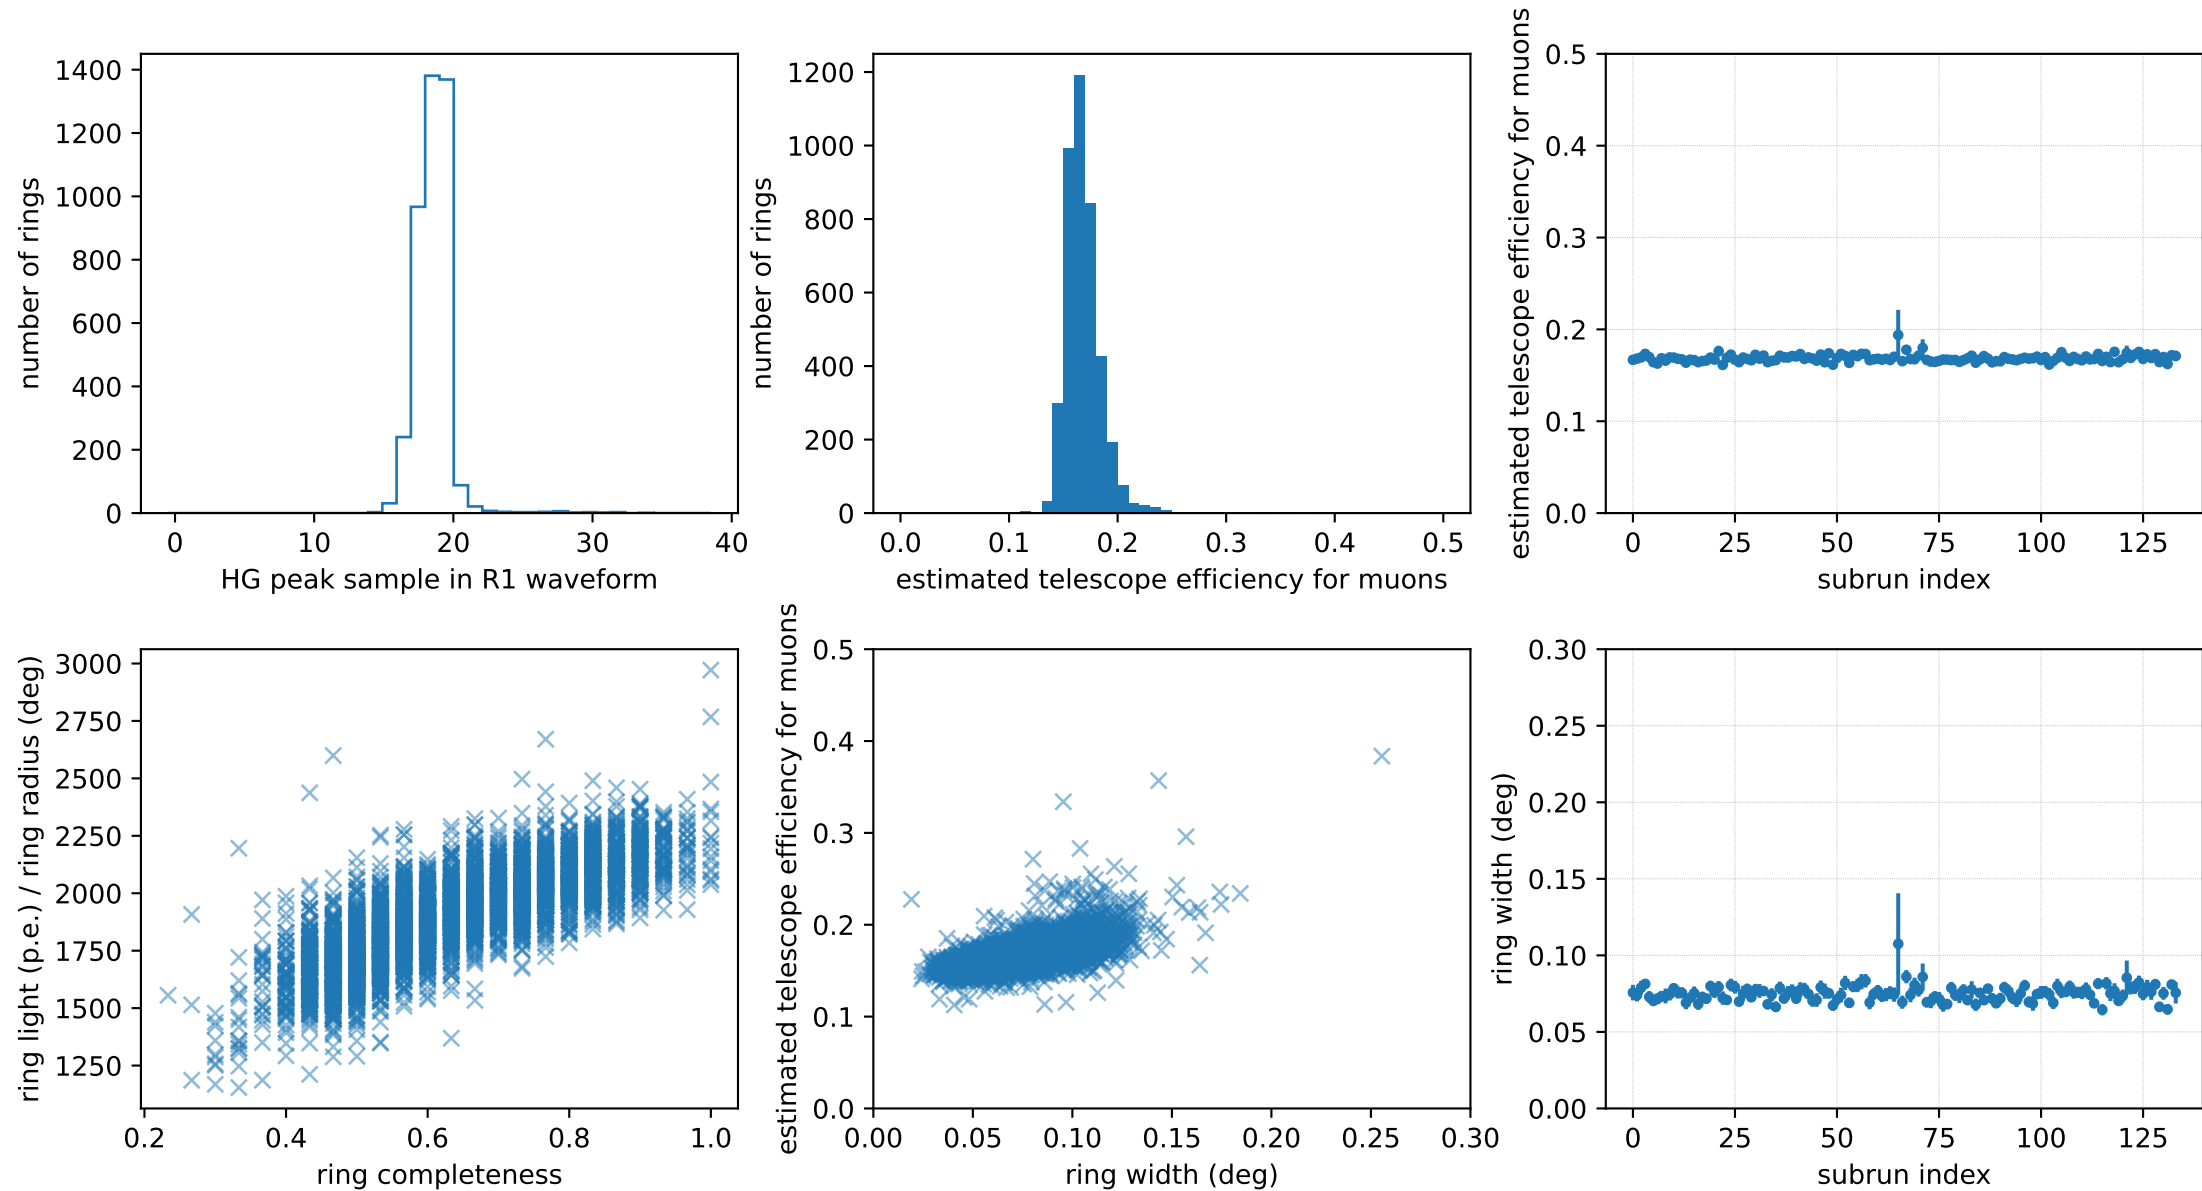 number of rings
1400
1200
1000
800
600
400
200
0
0 10 20 30 40
HG peak sample in R1 waveform
number of rings
1200
1000
800
600
400
200
0
0.0 0.1 0.2 0.3 0.4 0.5
estimated telescope efficiency for muons
estimated telescope efficiency for muons
0.5
0.4
0.3
0.2
0.1
0.0
0 25 50 75 100 125
subrun index
ring light (p.e.) / ring radius (deg)
3000
2750
2500
2250
2000
1750
1500
1250
0.2 0.4 0.6 0.8 1.0
ring completeness
estimated telescope efficiency for muons
0.5
0.4
0.3
0.2
0.1
0.0
0.00 0.05 0.10 0.15 0.20 0.25 0.30
ring width (deg)
ring width (deg)
0.30
0.25
0.20
0.15
0.10
0.05
0.00
0 25 50 75 100 125
subrun index